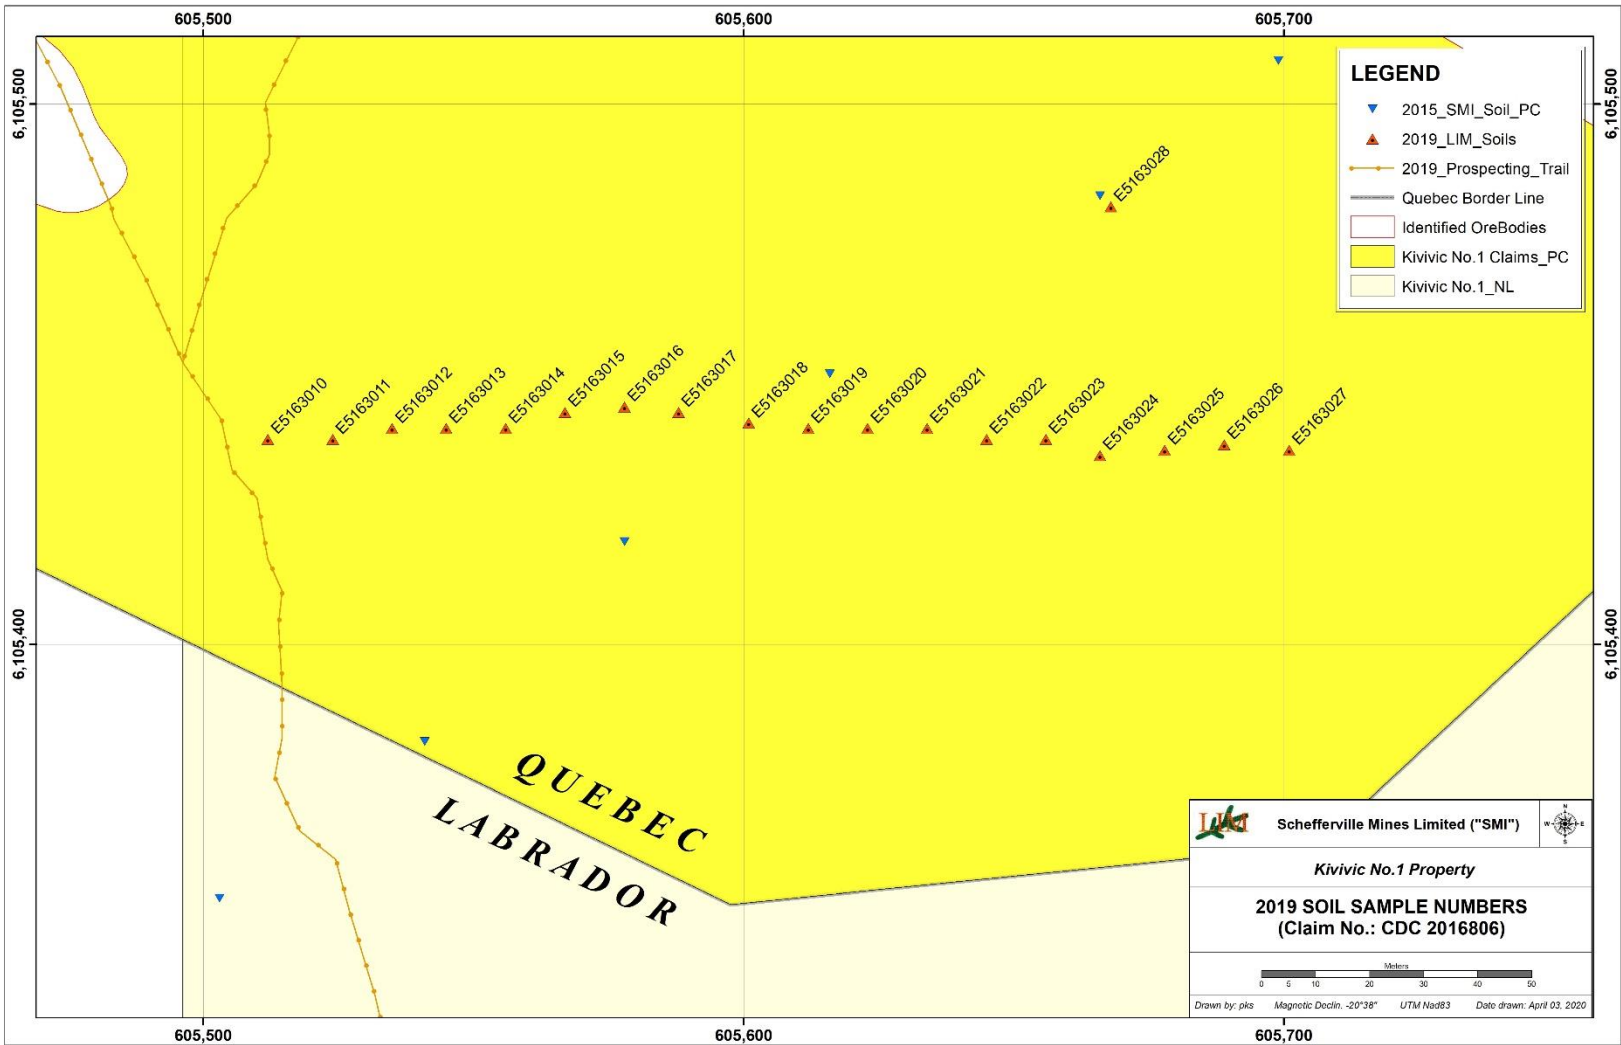 605,500
605,600
605,700
6,105,500
6,105,500
LEGEND
2015_SMI_Soil_PC
2019_LIM_Soils
2019_Prospecting_Trail
Quebec Border Line
Identified OreBodies
Kivivic No.1 Claims_PC
Kivivic No.1_NL
E5163028
E5163010
E5163011
E5163012
E5163013
E5163014
E5163015
E5163016
E5163017
E5163018
E5163019
E5163020
E5163021
E5163022
E5163023
E5163024
E5163025
E5163026
E5163027
6,105,400
6,105,400
QUEBEC
LABRADOR
LIM
Schefferville Mines Limited ("SMI")
N
W
E
S
Kivivic No.1 Property
2019 SOIL SAMPLE NUMBERS
(Claim No.: CDC 2016806)
Meters
0 5 10 20 30 40 50
Drawn by: pks Magnetic Declin. -20°38" UTM Nad83 Date drawn: April 03, 2020
605,500
605,600
605,700